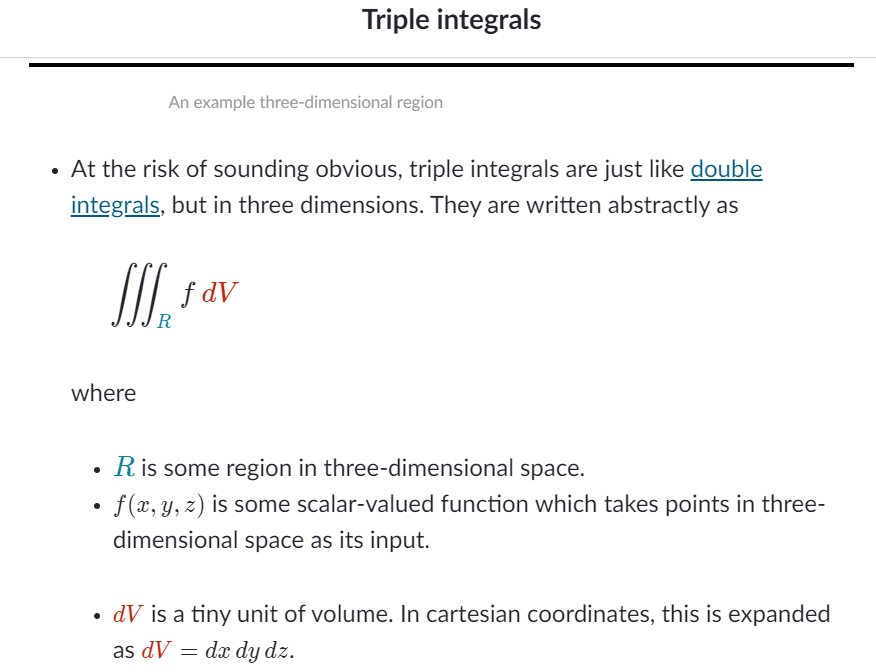 Triple integrals
An example three-dimensional region
• At the risk of sounding obvious, triple integrals are just like double
integrals, but in three dimensions. They are written abstractly as
∭_R f dV
where
• R is some region in three-dimensional space.
• f(x, y, z) is some scalar-valued function which takes points in three-
dimensional space as its input.
• dV is a tiny unit of volume. In cartesian coordinates, this is expanded
as dV = dx dy dz.